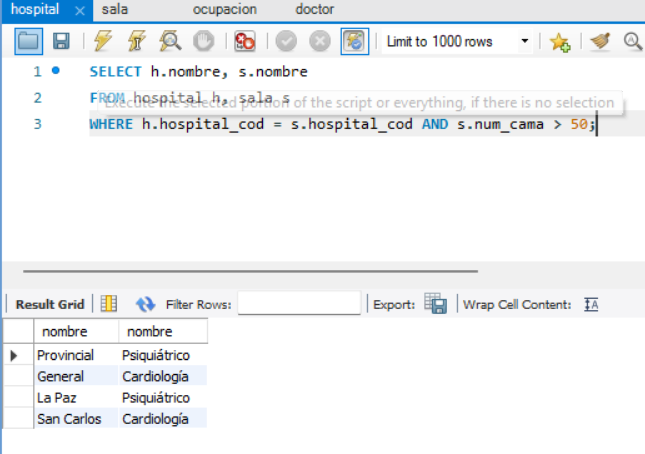 hospital × sala ocupacion doctor
Limit to 1000 rows
1 SELECT h.nombre, s.nombre
2 FROM hospital h, sala s
Execute the selected portion of the script or everything, if there is no selection
3 WHERE h.hospital_cod = s.hospital_cod AND s.num_cama > 50;
Result Grid Filter Rows: Export: Wrap Cell Content:
nombre nombre
Provincial Psiquiátrico
General Cardiología
La Paz Psiquiátrico
San Carlos Cardiología